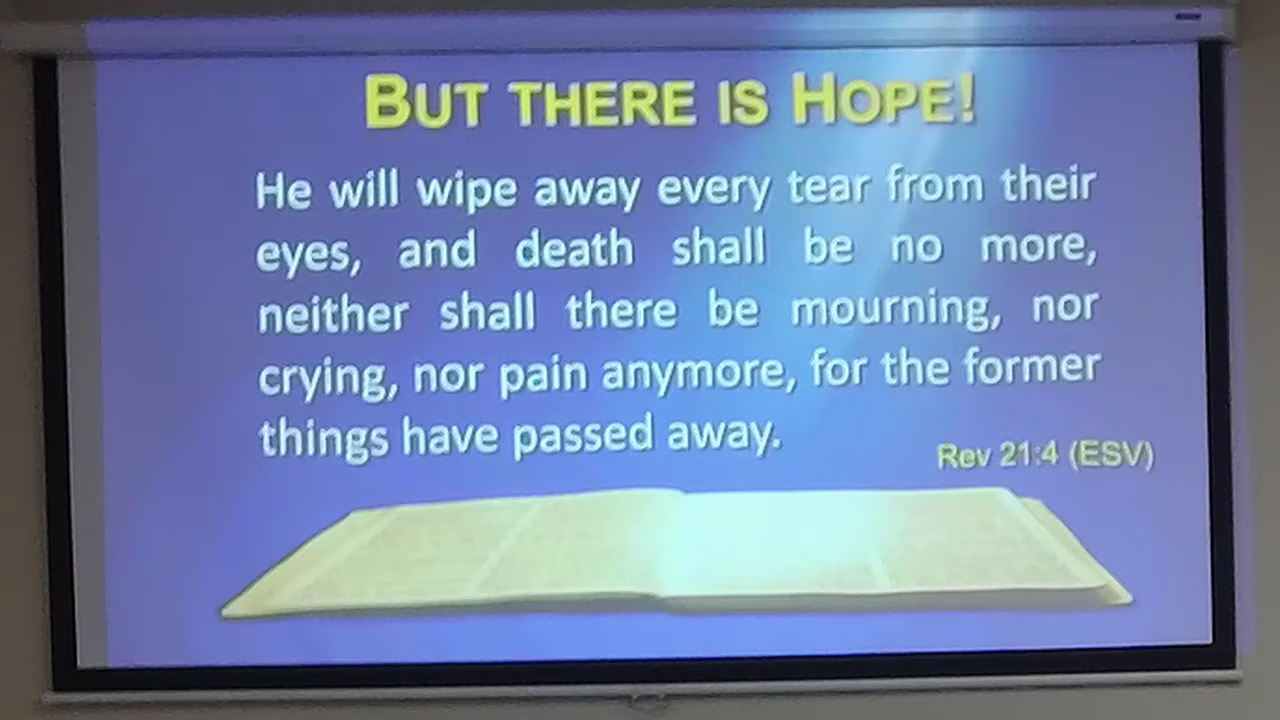 BUT THERE IS HOPE!
He will wipe away every tear from their
eyes, and death shall be no more,
neither shall there be mourning, nor
crying, nor pain anymore, for the former
things have passed away.
Rev 21:4 (ESV)